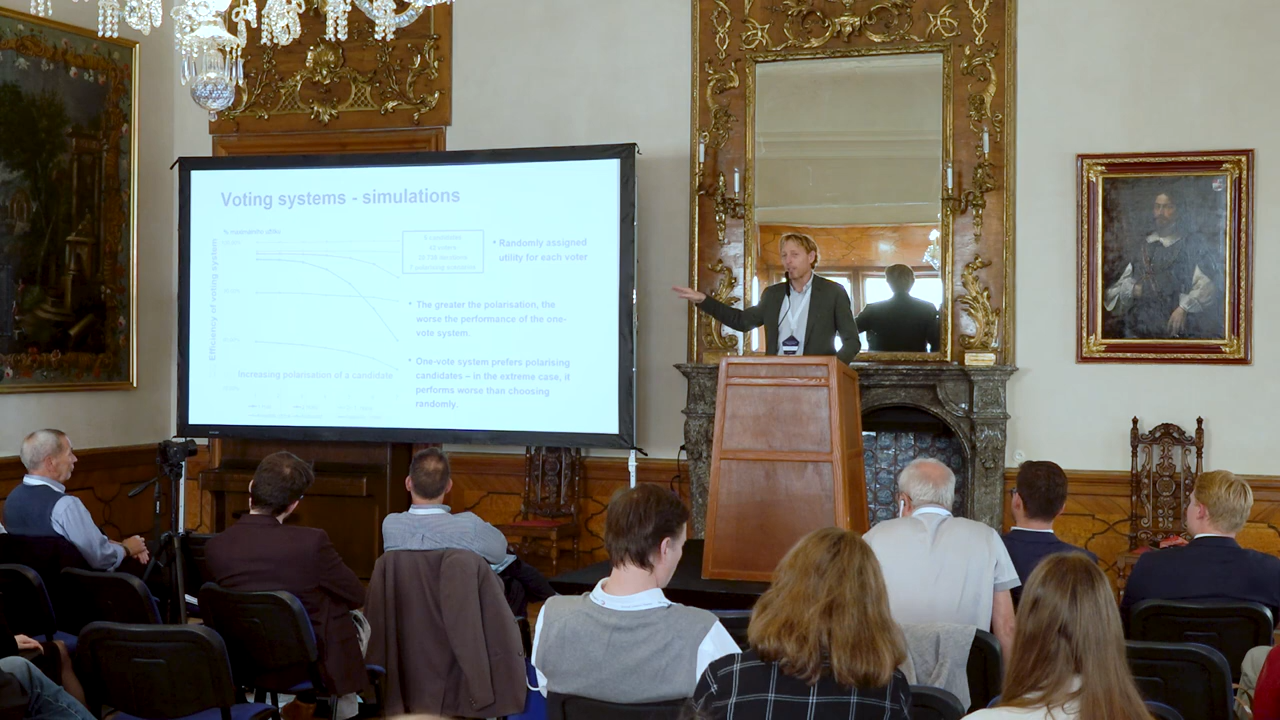 Voting systems - simulations
Efficiency of voting system
• Randomly assigned
utility for each voter
• The greater the polarisation, the
worse the performance of the one-
vote system.
• One-vote system prefers polarising
candidates – in the extreme case, it
performs worse than choosing
randomly.
Increasing polarisation of a candidate